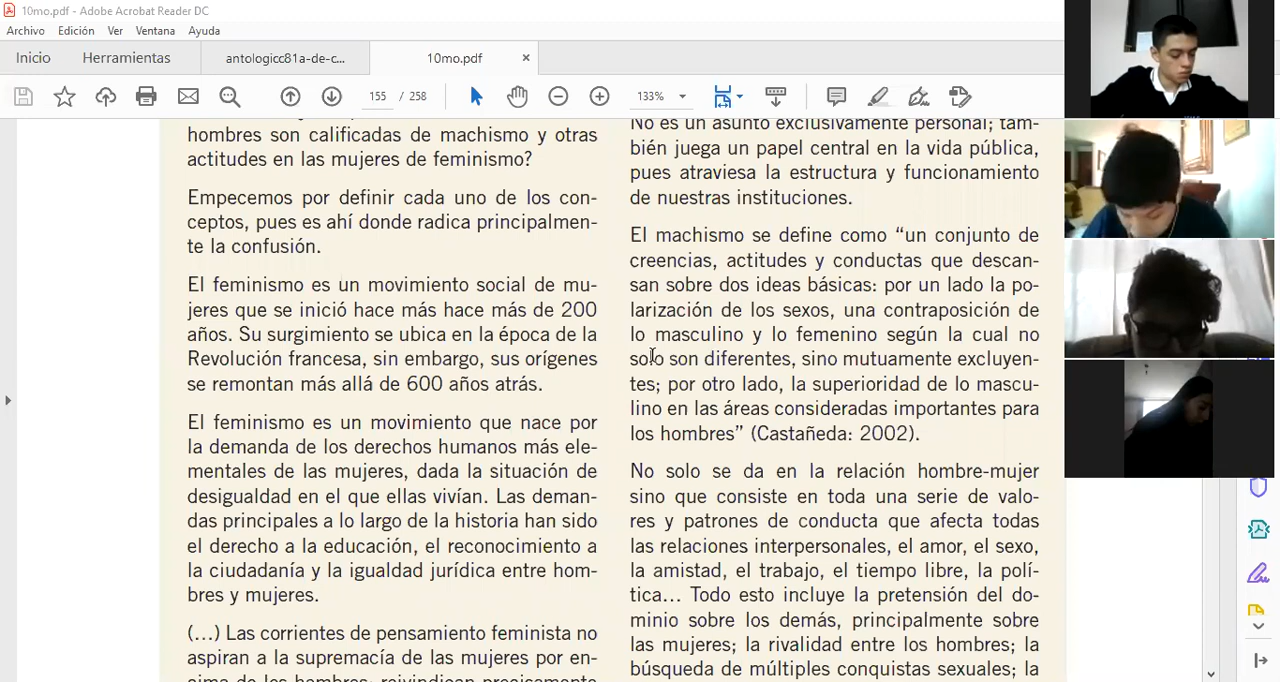 10mo.pdf - Adobe Acrobat Reader DC
Archivo Edición Ver Ventana Ayuda
Inicio Herramientas antologicc81a-de-c... 10mo.pdf ×
155 / 258 133%
hombres son calificadas de machismo y otras
actitudes en las mujeres de feminismo?
Empecemos por definir cada uno de los con-
ceptos, pues es ahí donde radica principalmen-
te la confusión.
El feminismo es un movimiento social de mu-
jeres que se inició hace más hace más de 200
años. Su surgimiento se ubica en la época de la
Revolución francesa, sin embargo, sus orígenes
se remontan más allá de 600 años atrás.
El feminismo es un movimiento que nace por
la demanda de los derechos humanos más ele-
mentales de las mujeres, dada la situación de
desigualdad en el que ellas vivían. Las deman-
das principales a lo largo de la historia han sido
el derecho a la educación, el reconocimiento a
la ciudadanía y la igualdad jurídica entre hom-
bres y mujeres.
(…) Las corrientes de pensamiento feminista no
aspiran a la supremacía de las mujeres por en-
cima de los hombres; reivindican precisamente
No es un asunto exclusivamente personal; tam-
bién juega un papel central en la vida pública,
pues atraviesa la estructura y funcionamiento
de nuestras instituciones.
El machismo se define como “un conjunto de
creencias, actitudes y conductas que descan-
san sobre dos ideas básicas: por un lado la po-
larización de los sexos, una contraposición de
lo masculino y lo femenino según la cual no
solo son diferentes, sino mutuamente excluyen-
tes; por otro lado, la superioridad de lo mascu-
lino en las áreas consideradas importantes para
los hombres” (Castañeda: 2002).
No solo se da en la relación hombre-mujer
sino que consiste en toda una serie de valo-
res y patrones de conducta que afecta todas
las relaciones interpersonales, el amor, el sexo,
la amistad, el trabajo, el tiempo libre, la polí-
tica… Todo esto incluye la pretensión del do-
minio sobre los demás, principalmente sobre
las mujeres; la rivalidad entre los hombres; la
búsqueda de múltiples conquistas sexuales; la